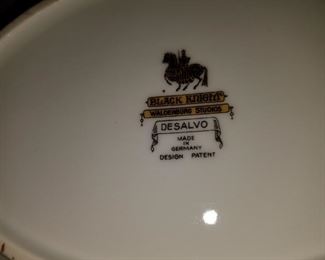 BLACK KNIGHT
WALDENBURG STUDIOS
DESALVO
MADE
IN
GERMANY
DESIGN PATENT